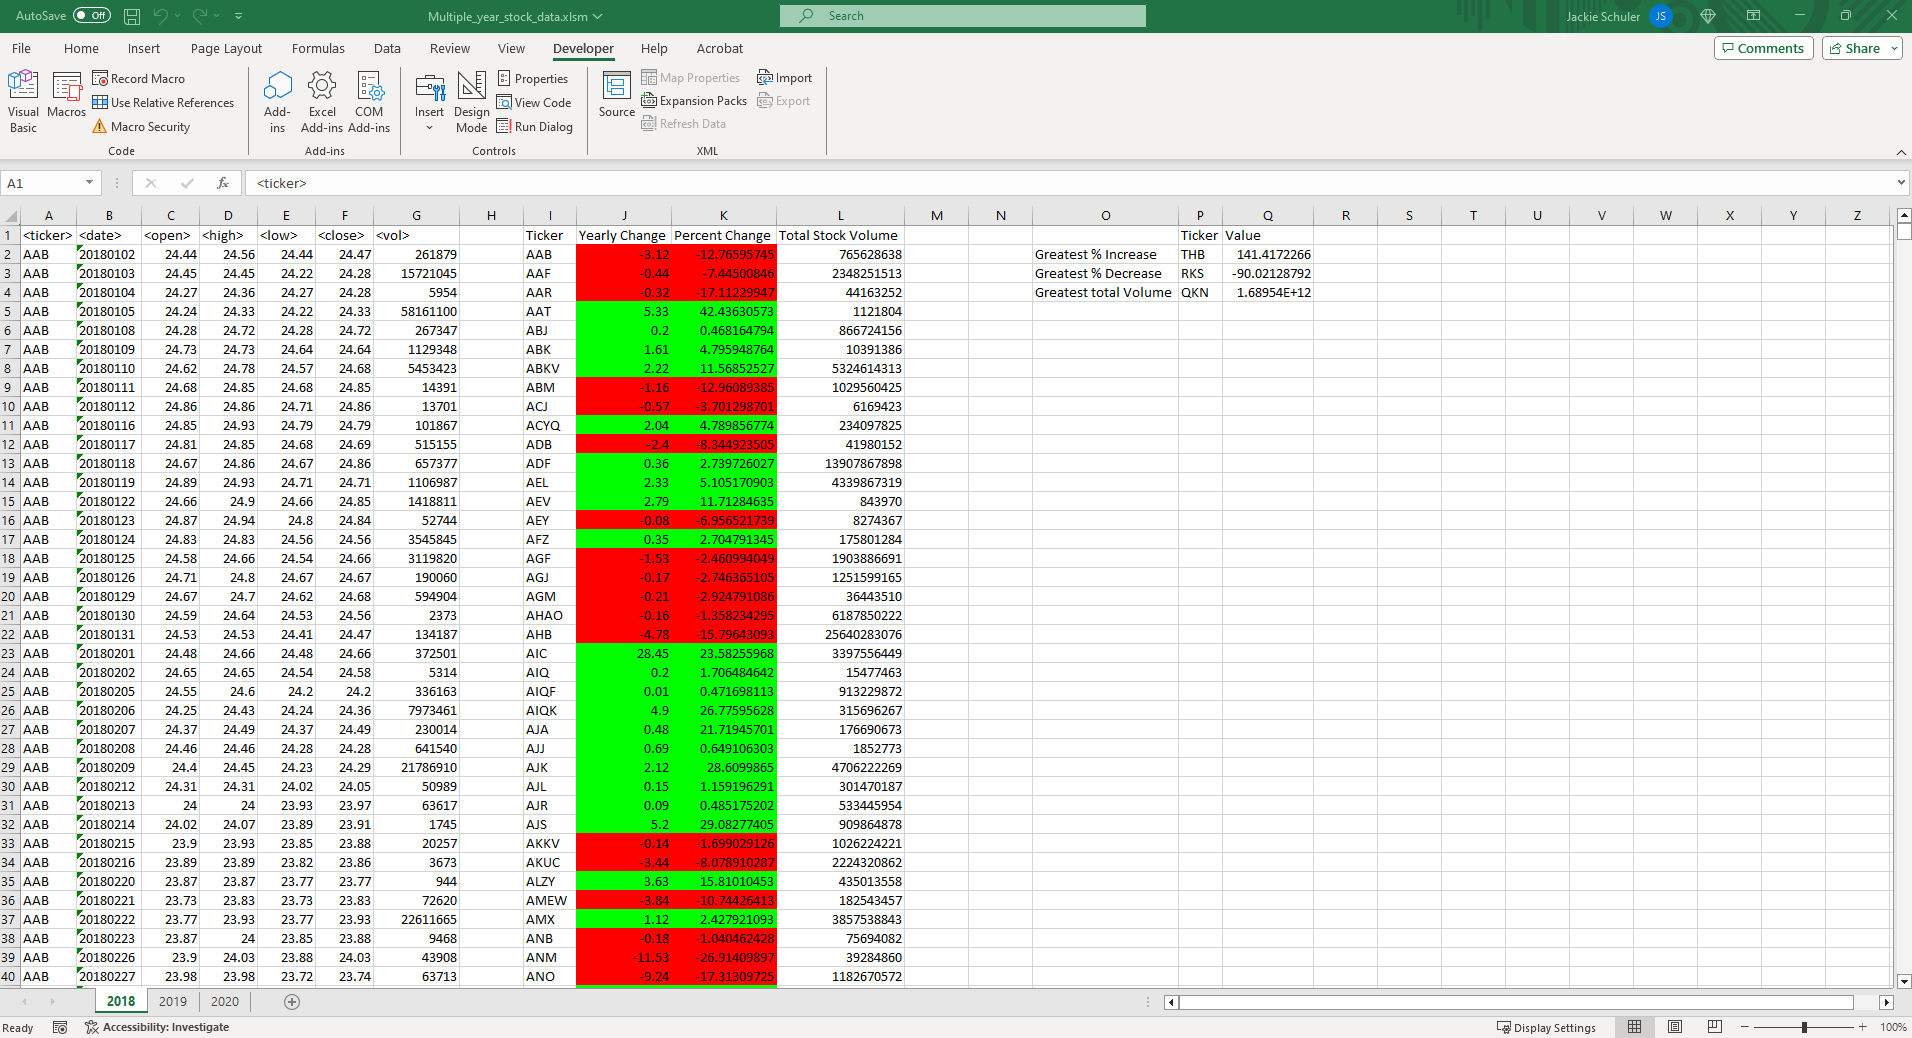 AutoSave Off Multiple_year_stock_data.xlsm Search Jackie Schuler JS
File Home Insert Page Layout Formulas Data Review View Developer Help Acrobat Comments Share
Visual Basic
Macros
Record Macro
Use Relative References
Macro Security
Code
Add-ins
Excel Add-ins
COM Add-ins
Add-ins
Insert
Design Mode
Properties
View Code
Run Dialog
Controls
Source
Map Properties
Expansion Packs
Refresh Data
Import
Export
XML
A1 fx <ticker>
A B C D E F G H I J K L M N O P Q R S T U V W X Y Z
1 <ticker> <date> <open> <high> <low> <close> <vol> Ticker Yearly Change Percent Change Total Stock Volume Ticker Value
2 AAB 20180102 24.44 24.56 24.44 24.47 261879 AAB -3.12 -12.76595745 765628638 Greatest % Increase THB 141.4172266
3 AAB 20180103 24.45 24.45 24.22 24.28 15721045 AAF -0.44 -7.44500846 2348251513 Greatest % Decrease RKS -90.02128792
4 AAB 20180104 24.27 24.36 24.27 24.28 5954 AAR -0.32 -17.11229947 44163252 Greatest total Volume QKN 1.68954E+12
5 AAB 20180105 24.24 24.33 24.22 24.33 58161100 AAT 5.33 42.43630573 1121804
6 AAB 20180108 24.28 24.72 24.28 24.72 267347 ABJ 0.2 0.468164794 866724156
7 AAB 20180109 24.73 24.73 24.64 24.64 1129348 ABK 1.61 4.795948764 10391386
8 AAB 20180110 24.62 24.78 24.57 24.68 5453423 ABKV 2.22 11.56852527 5324614313
9 AAB 20180111 24.68 24.85 24.68 24.85 14391 ABM -1.16 -12.96089385 1029560425
10 AAB 20180112 24.86 24.86 24.71 24.86 13701 ACJ -0.57 -3.701298701 6169423
11 AAB 20180116 24.85 24.93 24.79 24.79 101867 ACYQ 2.04 4.789856774 234097825
12 AAB 20180117 24.81 24.85 24.68 24.69 515155 ADB -2.4 -8.344923505 41980152
13 AAB 20180118 24.67 24.86 24.67 24.86 657377 ADF 0.36 2.739726027 13907867898
14 AAB 20180119 24.89 24.93 24.71 24.71 1106987 AEL 2.33 5.105170903 4339867319
15 AAB 20180122 24.66 24.9 24.66 24.85 1418811 AEV 2.79 11.71284635 843970
16 AAB 20180123 24.87 24.94 24.8 24.84 52744 AEY -0.08 -6.956521739 8274367
17 AAB 20180124 24.83 24.83 24.56 24.56 3545845 AFZ 0.35 2.704791345 175801284
18 AAB 20180125 24.58 24.66 24.54 24.66 3119820 AGF -1.53 -2.460994049 1903886691
19 AAB 20180126 24.71 24.8 24.67 24.67 190060 AGJ -0.17 -2.746365105 1251599165
20 AAB 20180129 24.67 24.7 24.62 24.68 594904 AGM -0.21 -2.924791086 36443510
21 AAB 20180130 24.59 24.64 24.53 24.56 2373 AHAO -0.16 -1.358234295 6187850222
22 AAB 20180131 24.53 24.53 24.41 24.47 134187 AHB -4.78 -15.79643093 25640283076
23 AAB 20180201 24.48 24.66 24.48 24.66 372501 AIC 28.45 23.58255968 3397556449
24 AAB 20180202 24.65 24.65 24.54 24.58 5314 AIQ 0.2 1.706484642 15477463
25 AAB 20180205 24.55 24.6 24.2 24.2 336163 AIQF 0.01 0.471698113 913229872
26 AAB 20180206 24.25 24.43 24.24 24.36 7973461 AIQK 4.9 26.77595628 315696267
27 AAB 20180207 24.37 24.49 24.37 24.49 230014 AJA 0.48 21.71945701 176690673
28 AAB 20180208 24.46 24.46 24.28 24.28 641540 AJJ 0.69 0.649106303 1852773
29 AAB 20180209 24.4 24.45 24.23 24.29 21786910 AJK 2.12 28.6099865 4706222269
30 AAB 20180212 24.31 24.31 24.02 24.05 50989 AJL 0.15 1.159196291 301470187
31 AAB 20180213 24 24 23.93 23.97 63617 AJR 0.09 0.485175202 533445954
32 AAB 20180214 24.02 24.07 23.89 23.91 1745 AJS 5.2 29.08277405 909864878
33 AAB 20180215 23.9 23.93 23.85 23.88 20257 AKKV -0.14 -1.699029126 1026224221
34 AAB 20180216 23.89 23.89 23.82 23.86 3673 AKUC -3.44 -8.078910287 2224320862
35 AAB 20180220 23.87 23.87 23.77 23.77 944 ALZY 3.63 15.81010453 435013558
36 AAB 20180221 23.73 23.83 23.73 23.83 72620 AMEW -3.84 -10.74426413 182543457
37 AAB 20180222 23.77 23.93 23.77 23.93 22611665 AMX 1.12 2.427921093 3857538843
38 AAB 20180223 23.87 24 23.85 23.88 9468 ANB -0.18 -1.040462428 75694082
39 AAB 20180226 23.9 24.03 23.88 24.03 43908 ANM -11.53 -26.91409897 39284860
40 AAB 20180227 23.98 23.98 23.72 23.74 63713 ANO -9.24 -17.31309725 1182670572
2018 2019 2020
Ready Accessibility: Investigate Display Settings 100%